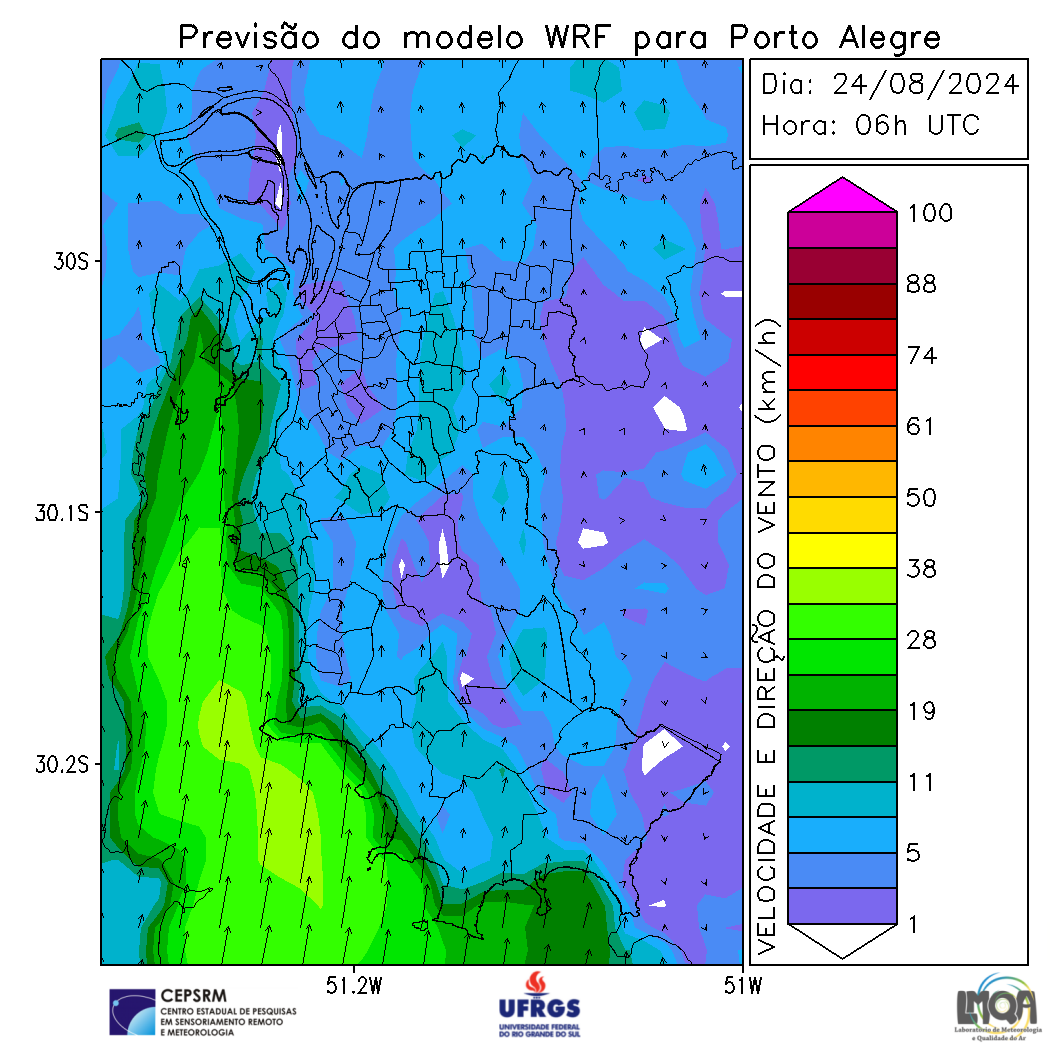 Previsão do modelo WRF para Porto Alegre
Dia: 24/08/2024
Hora: 06h UTC
30S
30.1S
30.2S
51.2W
51W
VELOCIDADE E DIREÇÃO DO VENTO (km/h)
100
88
74
61
50
38
28
19
11
5
1
CEPSRM
CENTRO ESTADUAL DE PESQUISAS
EM SENSORIAMENTO REMOTO
E METEOROLOGIA
UFRGS
UNIVERSIDADE FEDERAL
DO RIO GRANDE DO SUL
LMQA
Laboratório de Meteorologia
e Qualidade do Ar